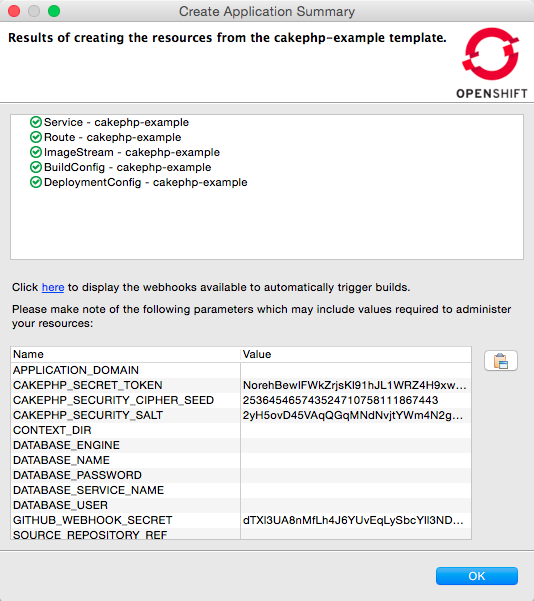 Create Application Summary
Results of creating the resources from the cakephp-example template.
OPENSHIFT
Service - cakephp-example
Route - cakephp-example
ImageStream - cakephp-example
BuildConfig - cakephp-example
DeploymentConfig - cakephp-example
Click here to display the webhooks available to automatically trigger builds.
Please make note of the following parameters which may include values required to administer
your resources:
Name Value
APPLICATION_DOMAIN
CAKEPHP_SECRET_TOKEN NorehBewIFWkZrjsKl91hJL1WRZ4H9xw...
CAKEPHP_SECURITY_CIPHER_SEED 253645465743524710758111867443
CAKEPHP_SECURITY_SALT 2yH5ovD45VAqQGqMNdNvjtYWm4N2g...
CONTEXT_DIR
DATABASE_ENGINE
DATABASE_NAME
DATABASE_PASSWORD
DATABASE_SERVICE_NAME
DATABASE_USER
GITHUB_WEBHOOK_SECRET dTXl3UA8nMfLh4J6YUvEqLySbcYll3ND...
SOURCE_REPOSITORY_REF
OK